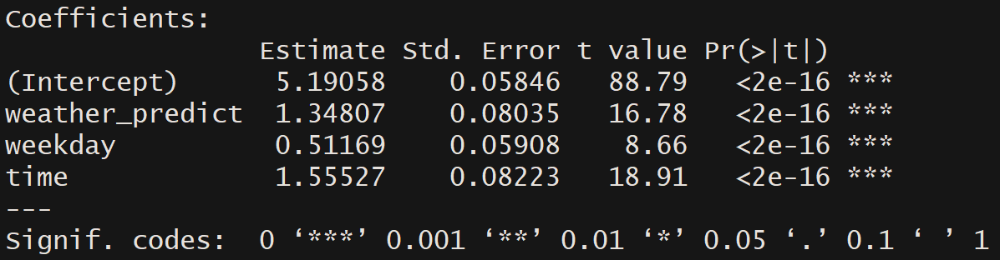 Coefficients:
Estimate Std. Error t value Pr(>|t|)
(Intercept) 5.19058 0.05846 88.79 <2e-16 ***
weather_predict 1.34807 0.08035 16.78 <2e-16 ***
weekday 0.51169 0.05908 8.66 <2e-16 ***
time 1.55527 0.08223 18.91 <2e-16 ***
---
Signif. codes: 0 ‘***’ 0.001 ‘**’ 0.01 ‘*’ 0.05 ‘.’ 0.1 ‘ ’ 1